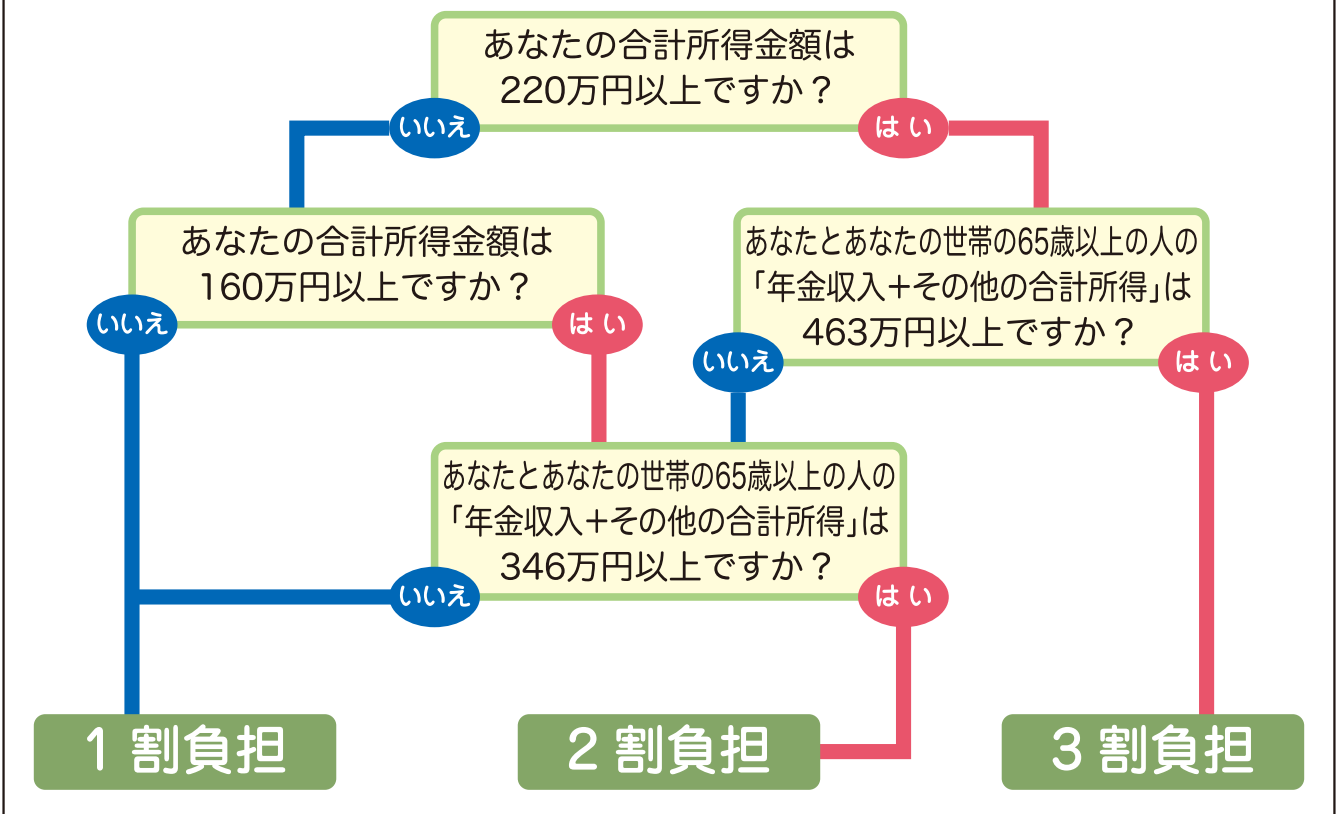 あなたの合計所得金額は
220万円以上ですか？
いいえ
はい
あなたの合計所得金額は
160万円以上ですか？
いいえ
はい
あなたとあなたの世帯の65歳以上の人の
「年金収入＋その他の合計所得」は
463万円以上ですか？
いいえ
はい
あなたとあなたの世帯の65歳以上の人の
「年金収入＋その他の合計所得」は
346万円以上ですか？
いいえ
はい
1割負担
2割負担
3割負担